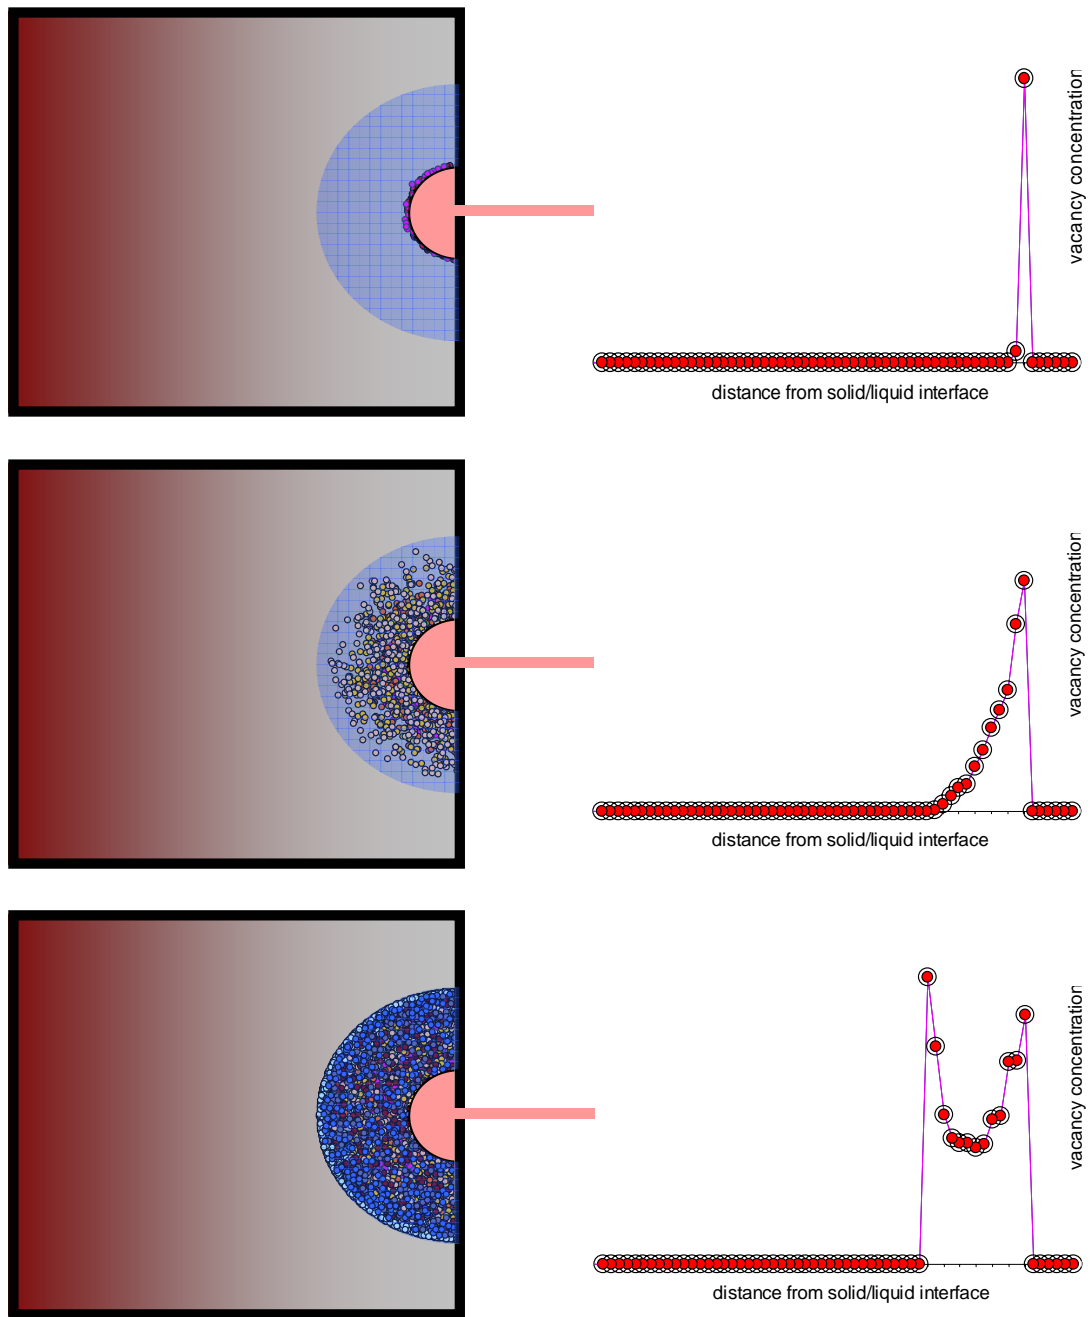 vacancy concentration
distance from solid/liquid interface
vacancy concentration
distance from solid/liquid interface
vacancy concentration
distance from solid/liquid interface